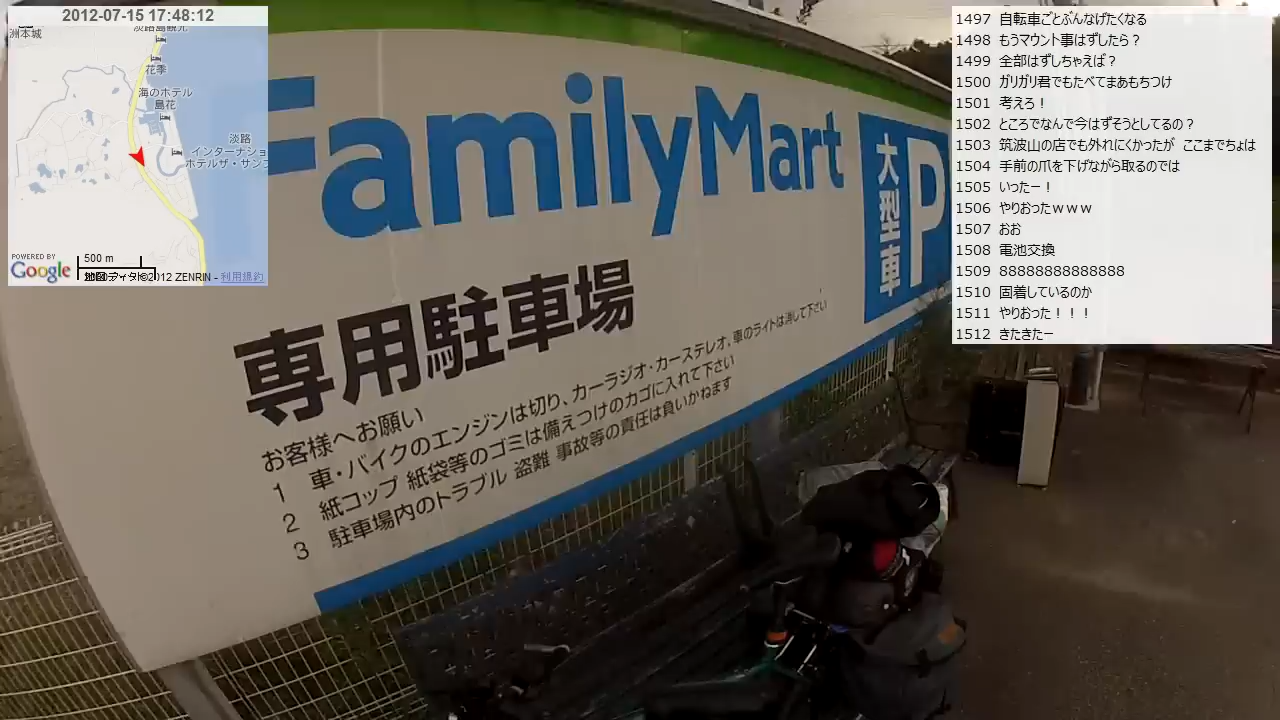 2012-07-15 17:48:12
洲本城
淡路島観光
花季
海のホテル
島花
淡路
インターナショ
ホテルザ・サンプ
POWERED BY
Google
500 m
©2012 ZENRIN - 利用規約
FamilyMart
大型車
P
専用駐車場
お客様へお願い
1 車・バイクのエンジンは切り、カーラジオ・カーステレオ、車のライトは消して下さい
2 紙コップ 紙袋等のゴミは備えつけのカゴに入れて下さい
3 駐車場内のトラブル 盗難 事故等の責任は負いかねます
1497 自転車ごとぶんなげたくなる
1498 もうマウント事はずしたら？
1499 全部はずしちゃえば？
1500 ガリガリ君でもたべてまあもちつけ
1501 考えろ！
1502 ところでなんで今はずそうとしてるの？
1503 筑波山の店でも外れにくかったが ここまでちょは
1504 手前の爪を下げながら取るのでは
1505 いったー！
1506 やりおったｗｗｗ
1507 おお
1508 電池交換
1509 88888888888888
1510 固着しているのか
1511 やりおった！！！
1512 きたきたー